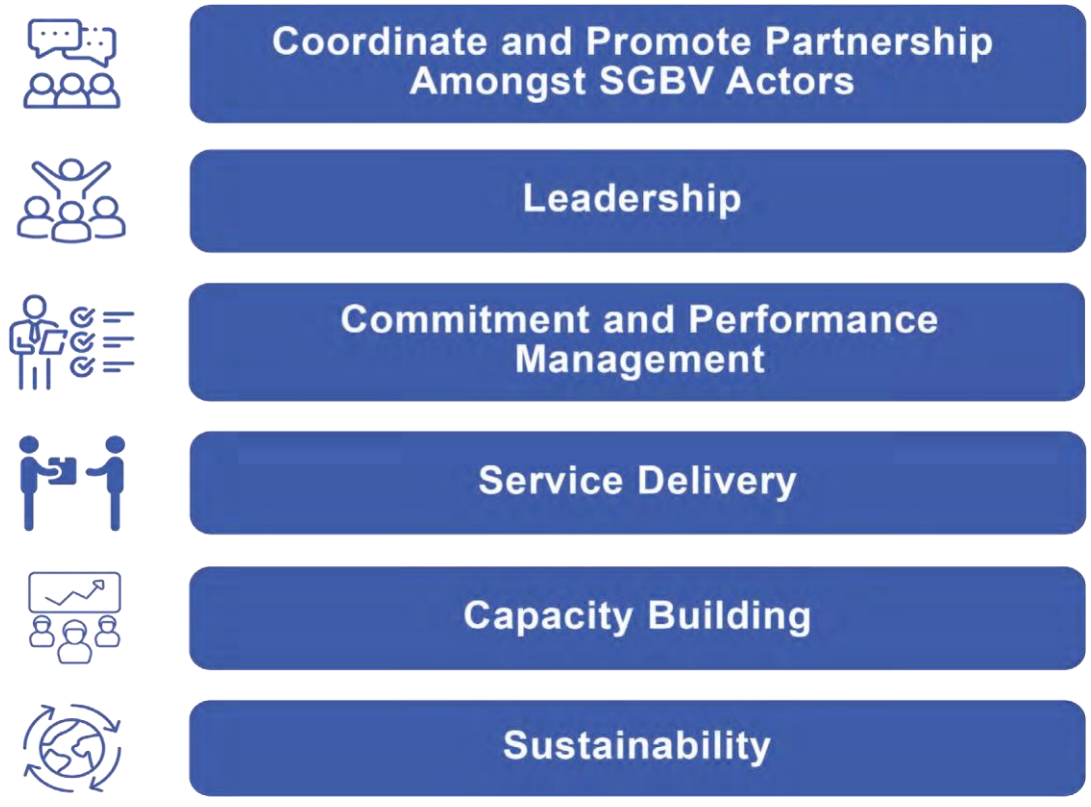 Coordinate and Promote Partnership
Amongst SGBV Actors
Leadership
Commitment and Performance
Management
Service Delivery
Capacity Building
Sustainability